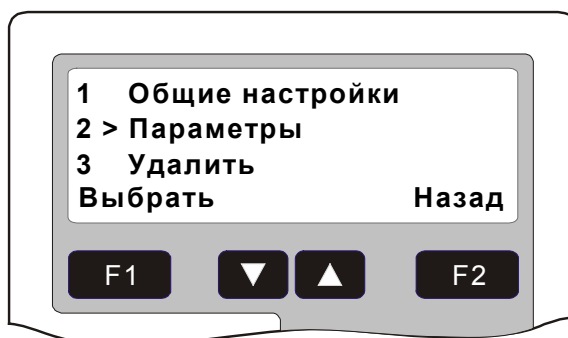 1 Общие настройки
2 > Параметры
3 Удалить
Выбрать Назад
F1 F2